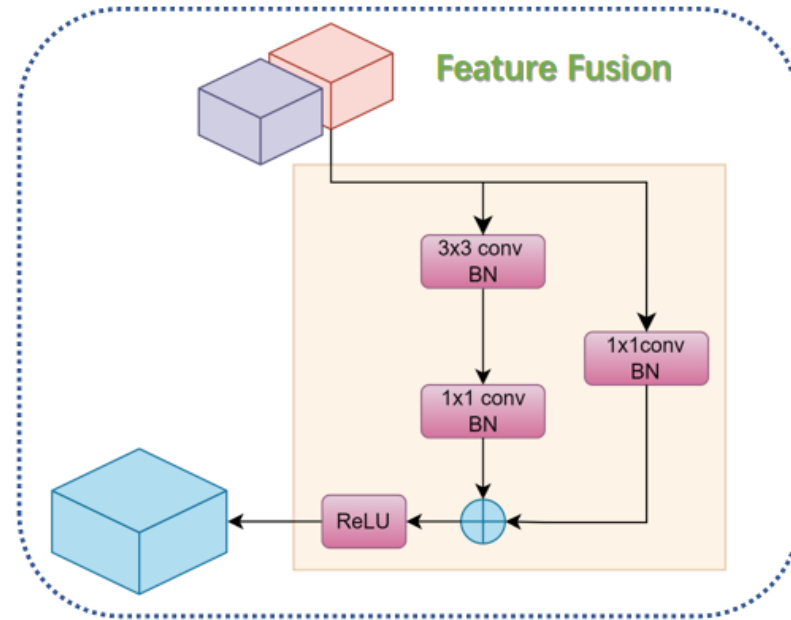 Feature Fusion
3x3 conv
BN
1x1conv
BN
1x1 conv
BN
ReLU